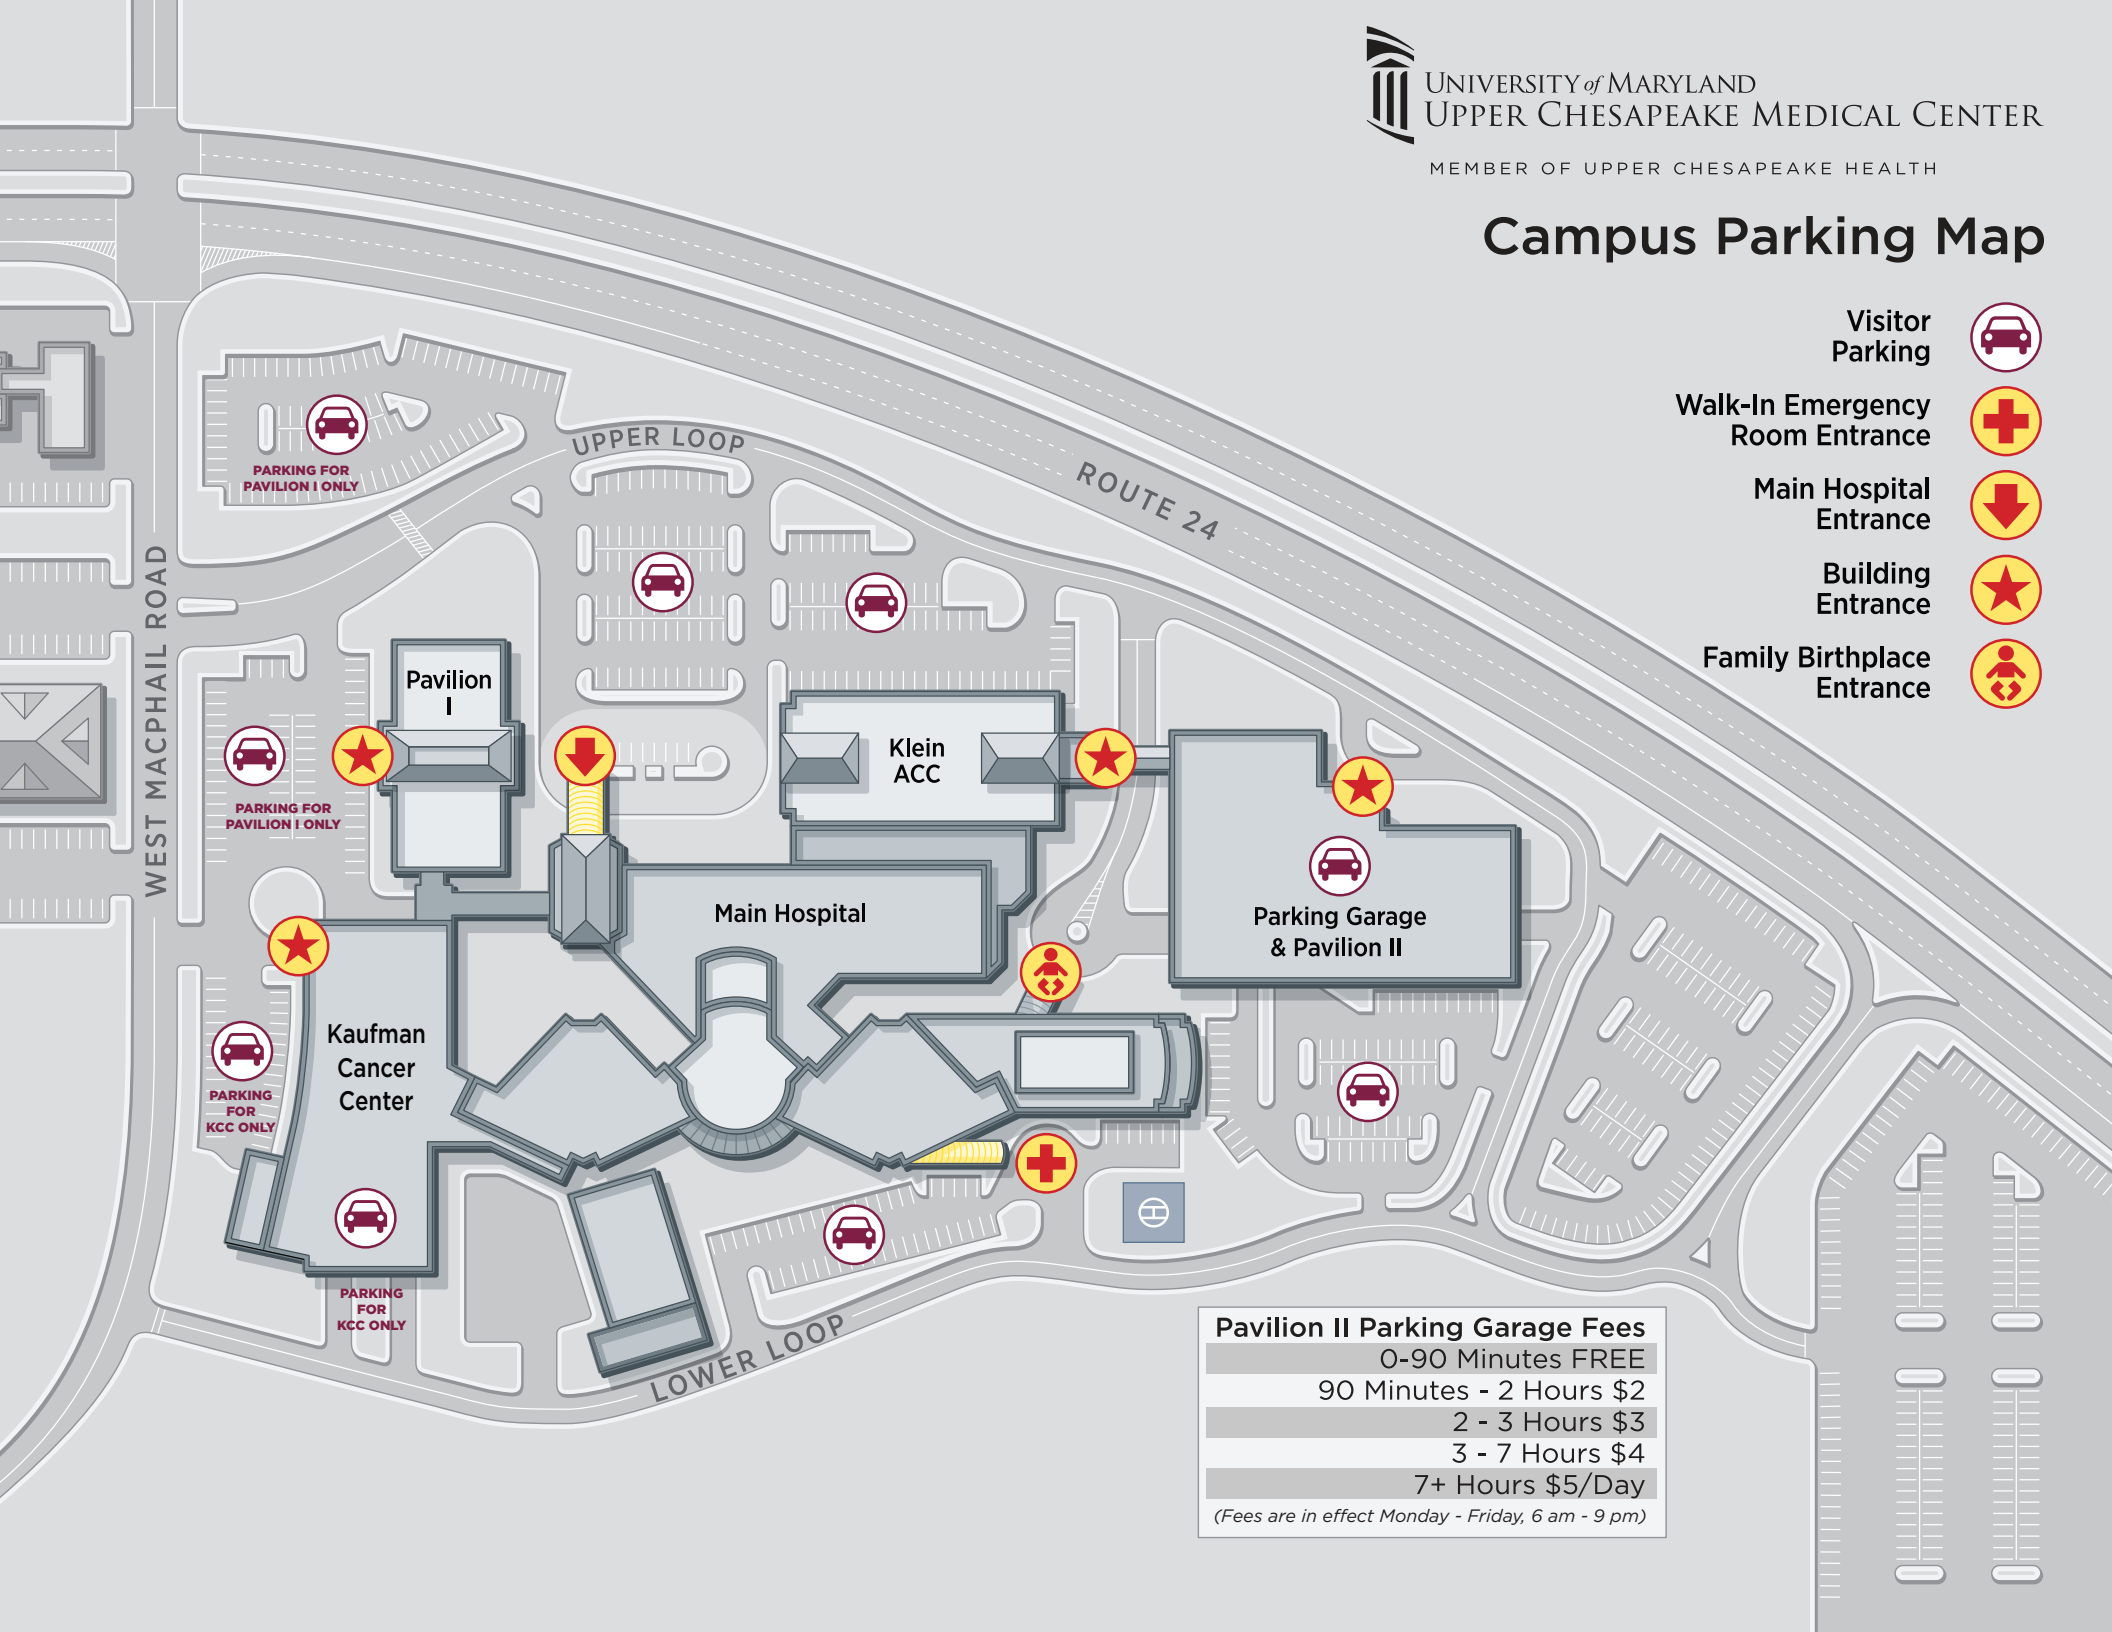 UNIVERSITY of MARYLAND
UPPER CHESAPEAKE MEDICAL CENTER
MEMBER OF UPPER CHESAPEAKE HEALTH
Campus Parking Map
Visitor
Parking
Walk-In Emergency
Room Entrance
Main Hospital
Entrance
Building
Entrance
Family Birthplace
Entrance
PARKING FOR
PAVILION I ONLY
UPPER LOOP
ROUTE 24
WEST MACPHAIL ROAD
Pavilion
I
PARKING FOR
PAVILION I ONLY
Klein
ACC
Main Hospital
Parking Garage
& Pavilion II
Kaufman
Cancer
Center
PARKING
FOR
KCC ONLY
H
PARKING
FOR
KCC ONLY
LOWER LOOP
Pavilion II Parking Garage Fees
0-90 Minutes FREE
90 Minutes - 2 Hours $2
2 - 3 Hours $3
3 - 7 Hours $4
7+ Hours $5/Day
(Fees are in effect Monday - Friday, 6 am - 9 pm)